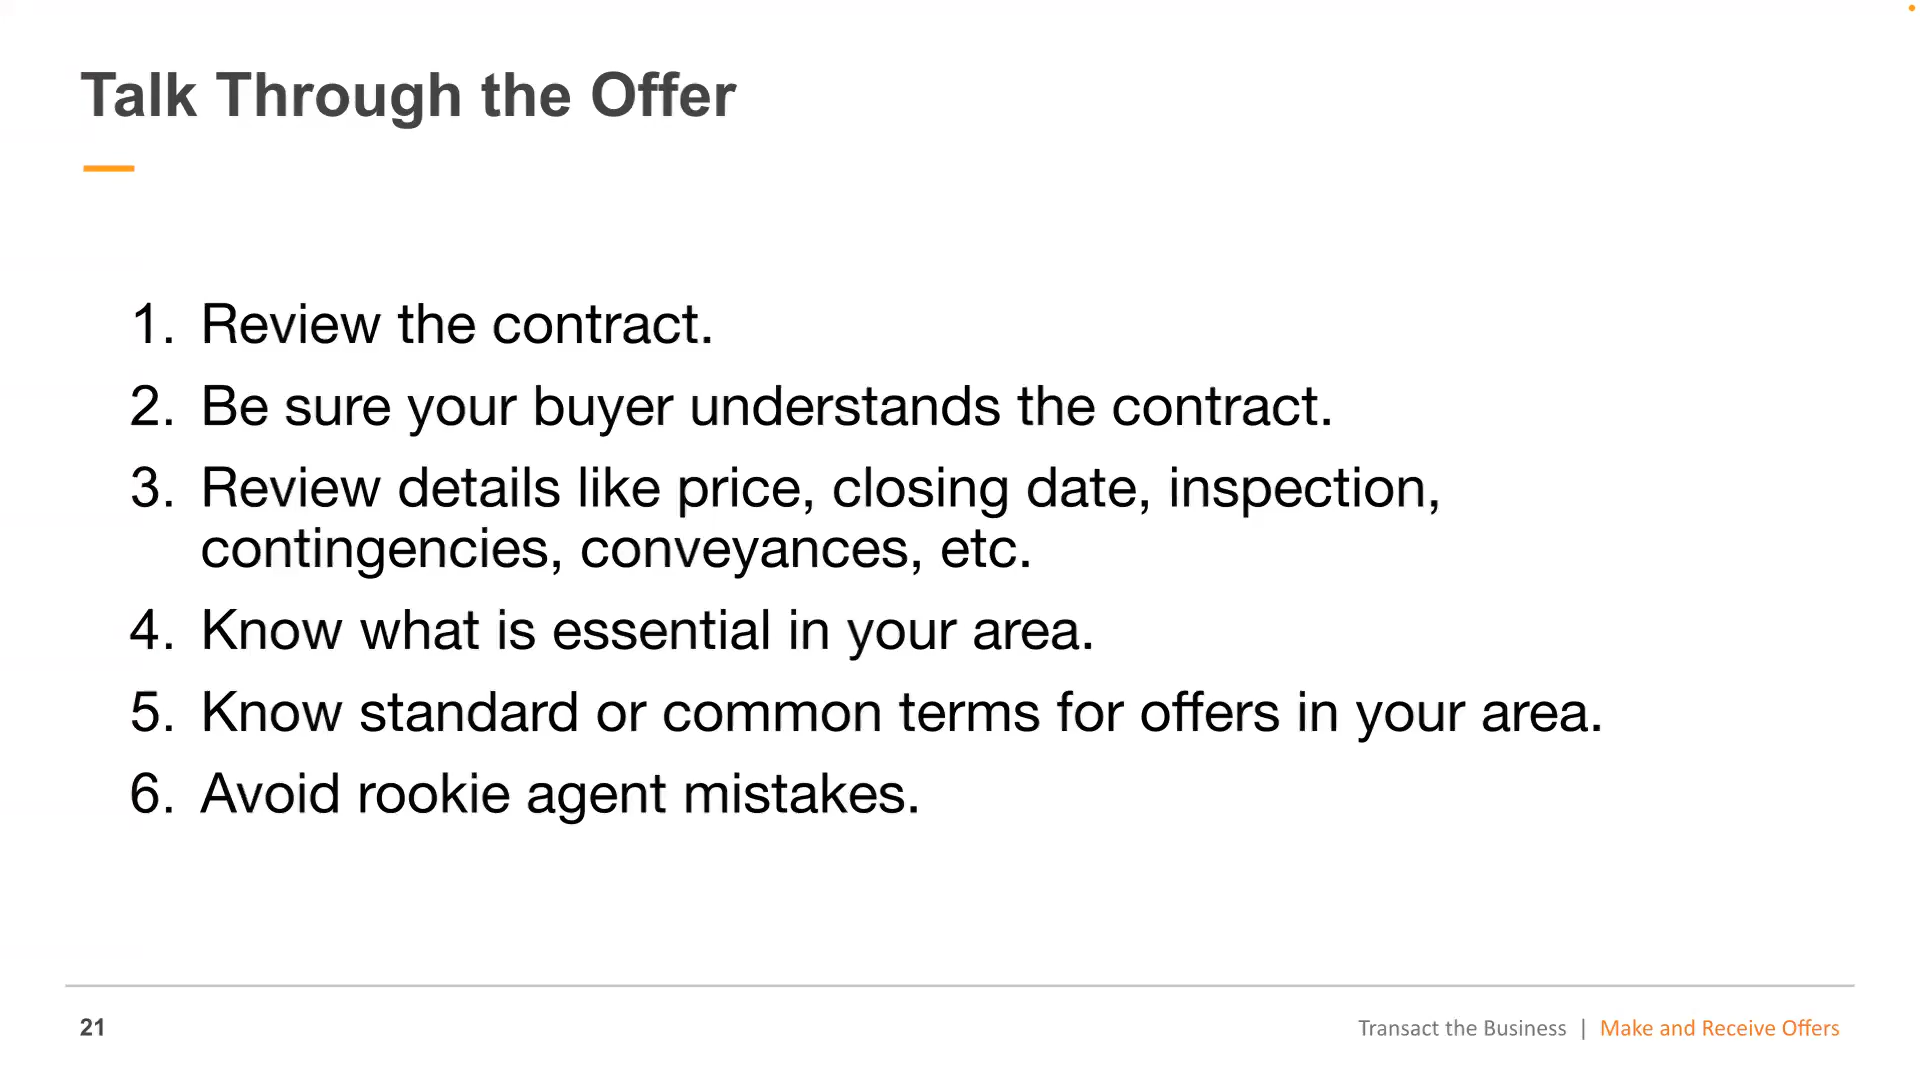 Talk Through the Offer
1. Review the contract.
2. Be sure your buyer understands the contract.
3. Review details like price, closing date, inspection,
contingencies, conveyances, etc.
4. Know what is essential in your area.
5. Know standard or common terms for offers in your area.
6. Avoid rookie agent mistakes.
21
Transact the Business | Make and Receive Offers